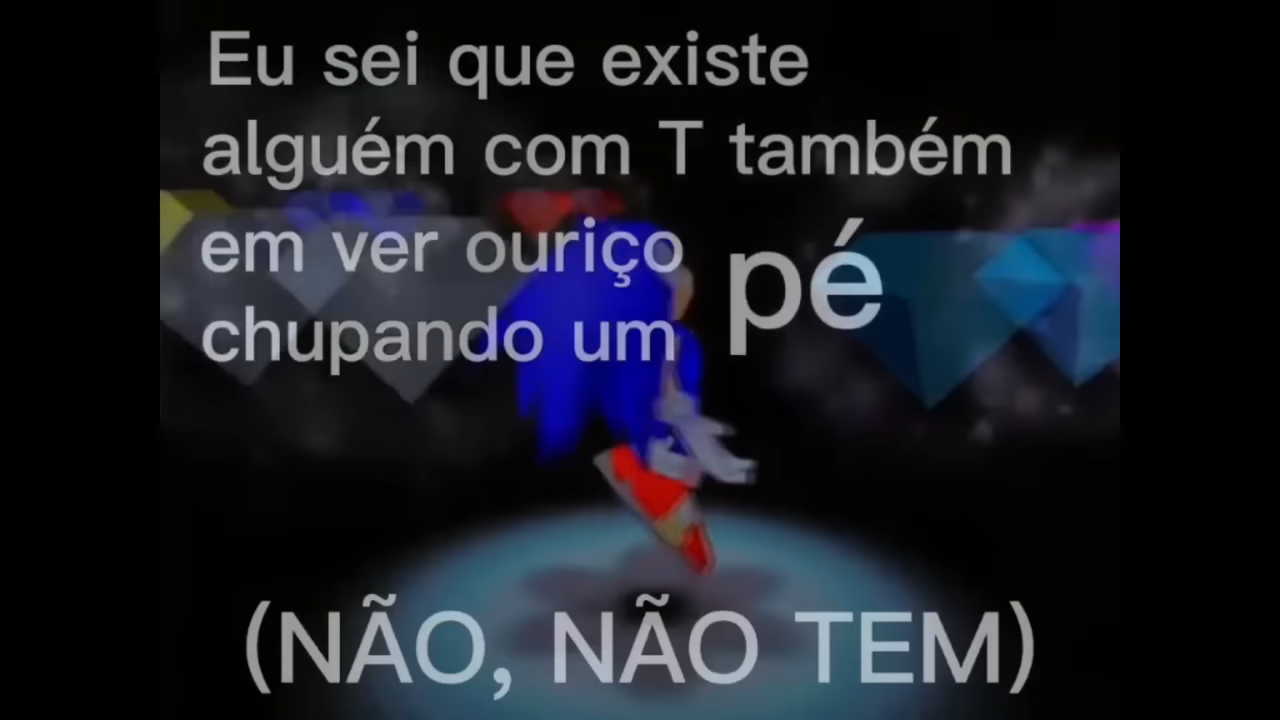 Eu sei que existe
alguém com T também
em ver ouriço
chupando um pé
(NÃO, NÃO TEM)